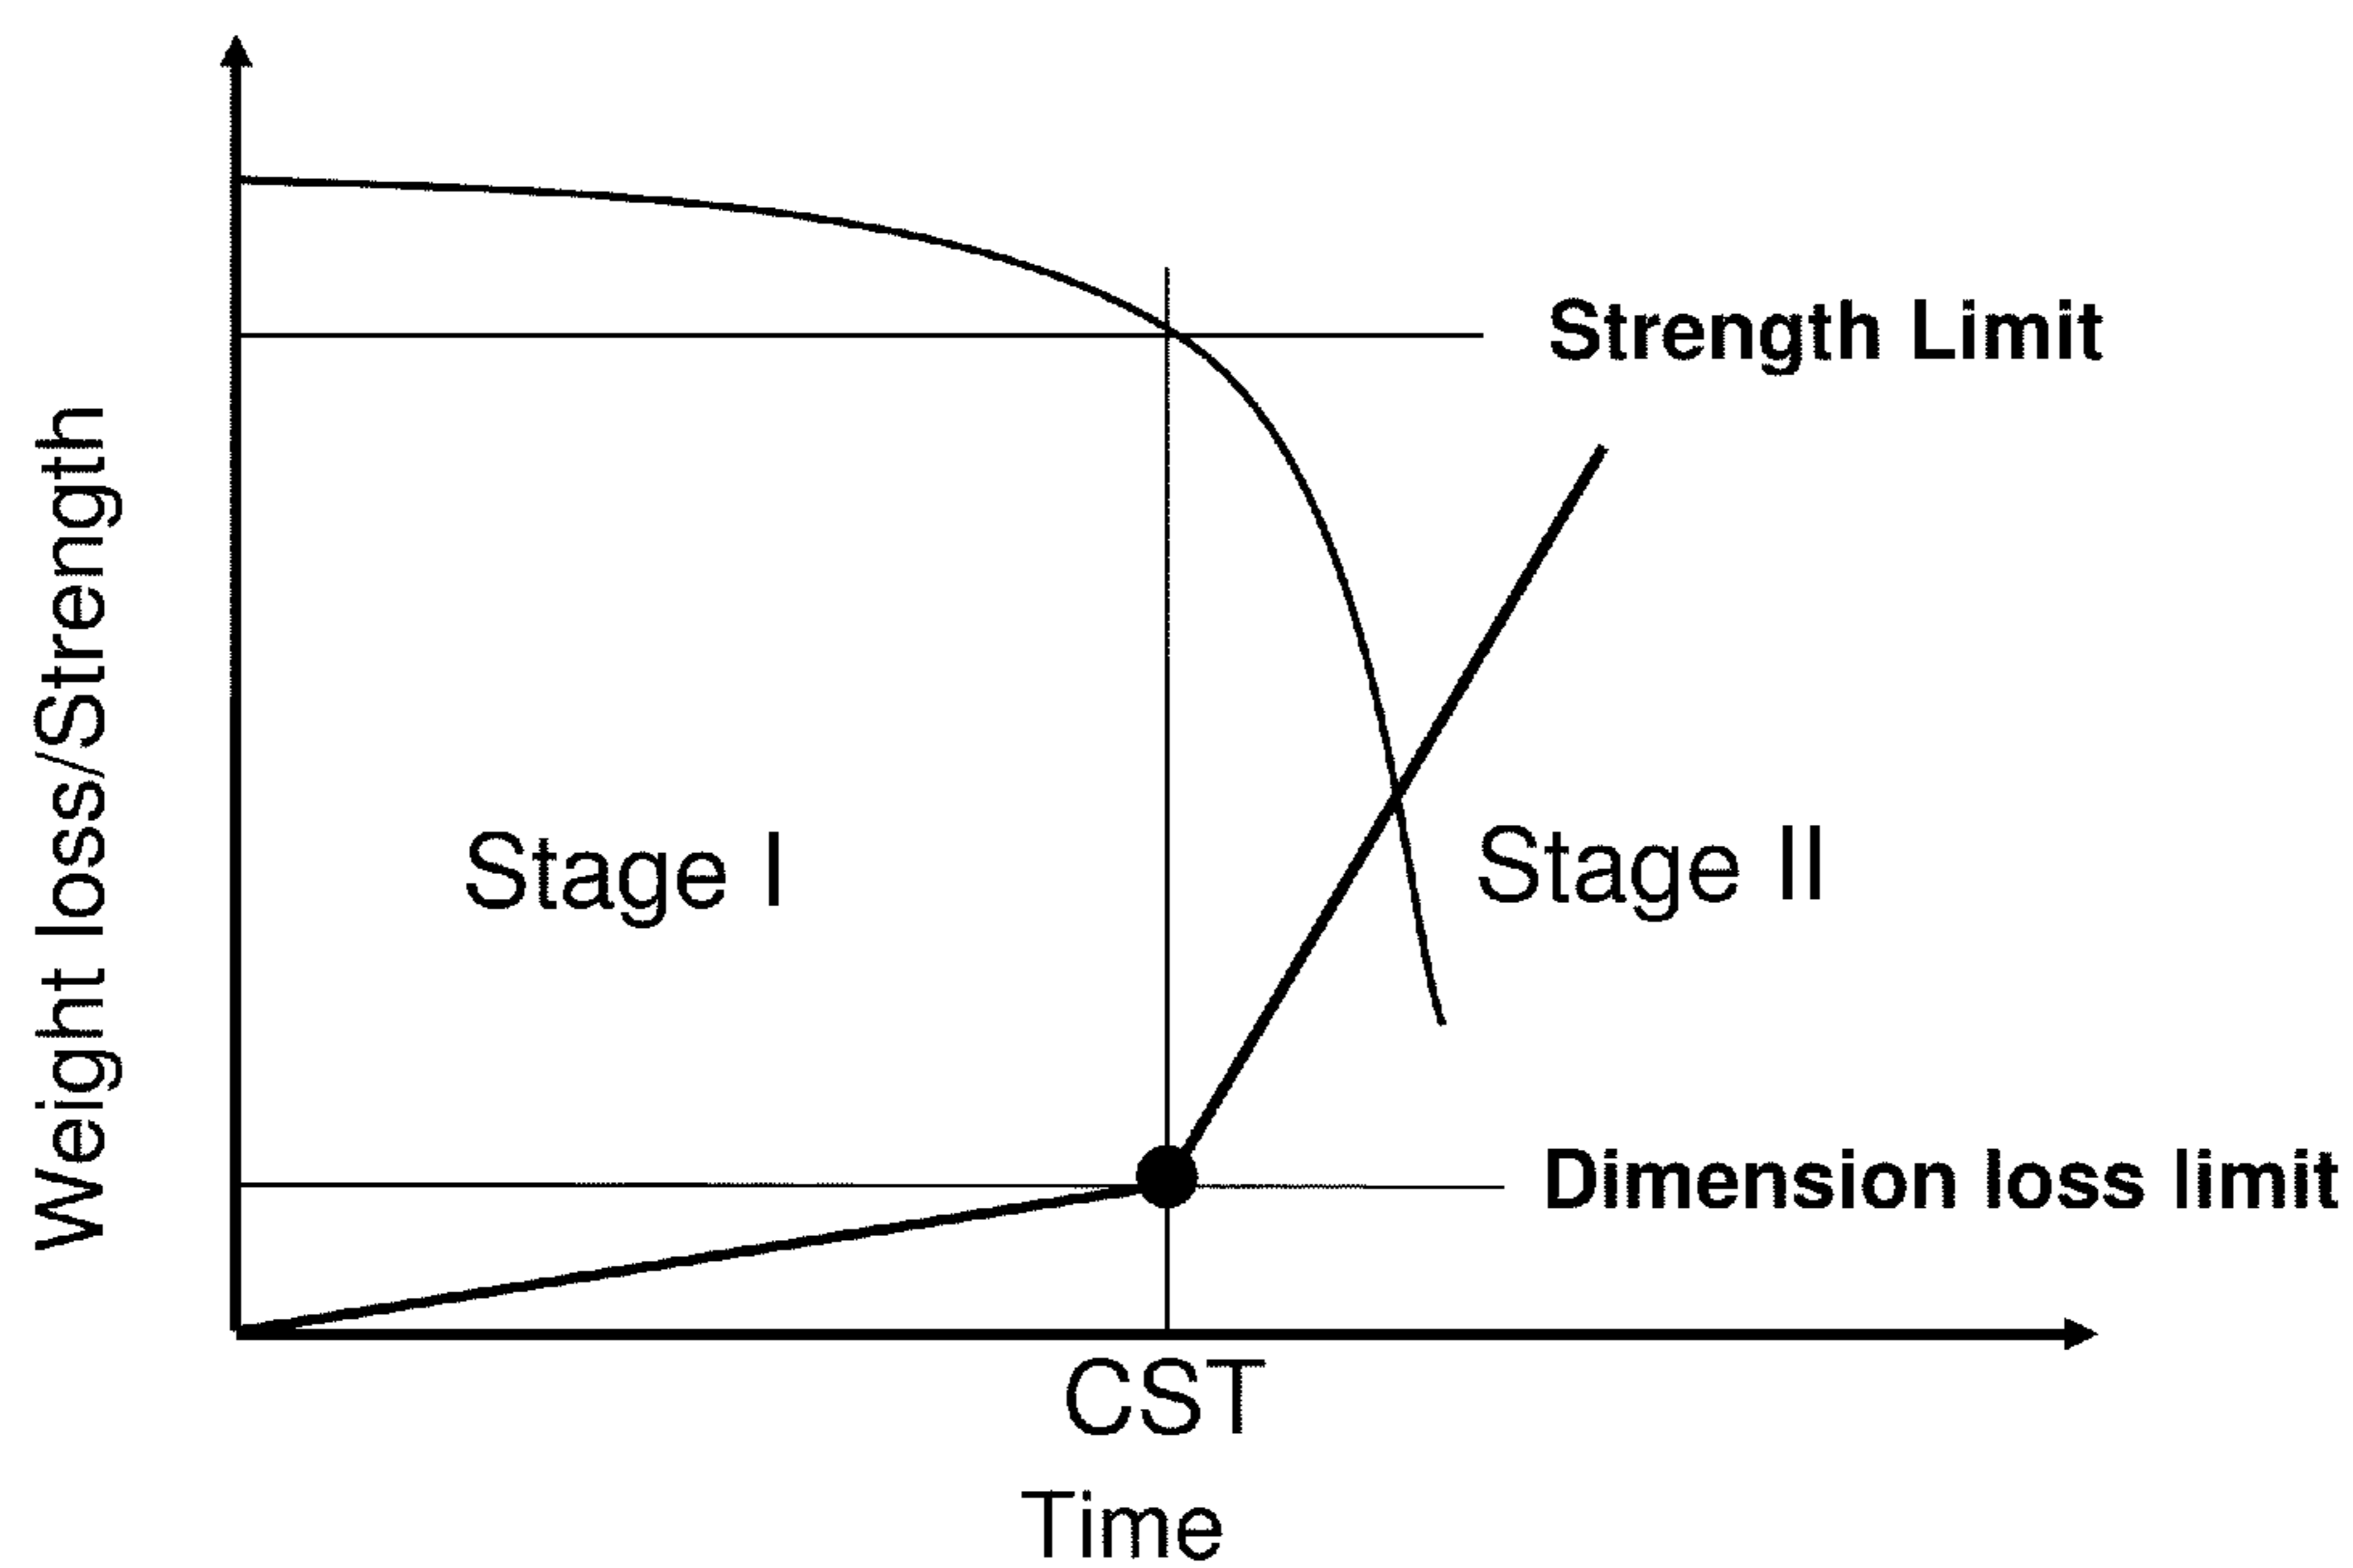 Weight loss/Strength
Strength Limit
Stage I
Stage II
Dimension loss limit
CST
Time